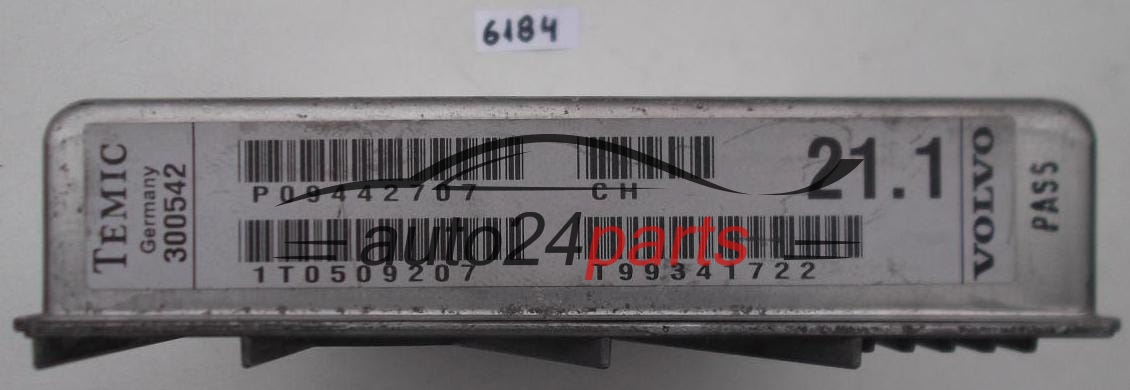 6184
TEMIC
Germany
300542
P09442707
CH
21.1
1T0509207
T99341722
VOLVO
PASS
auto24parts